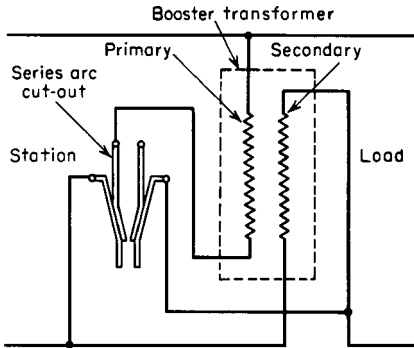 Booster transformer
Primary
Secondary
Series arc
cut-out
Station
Load